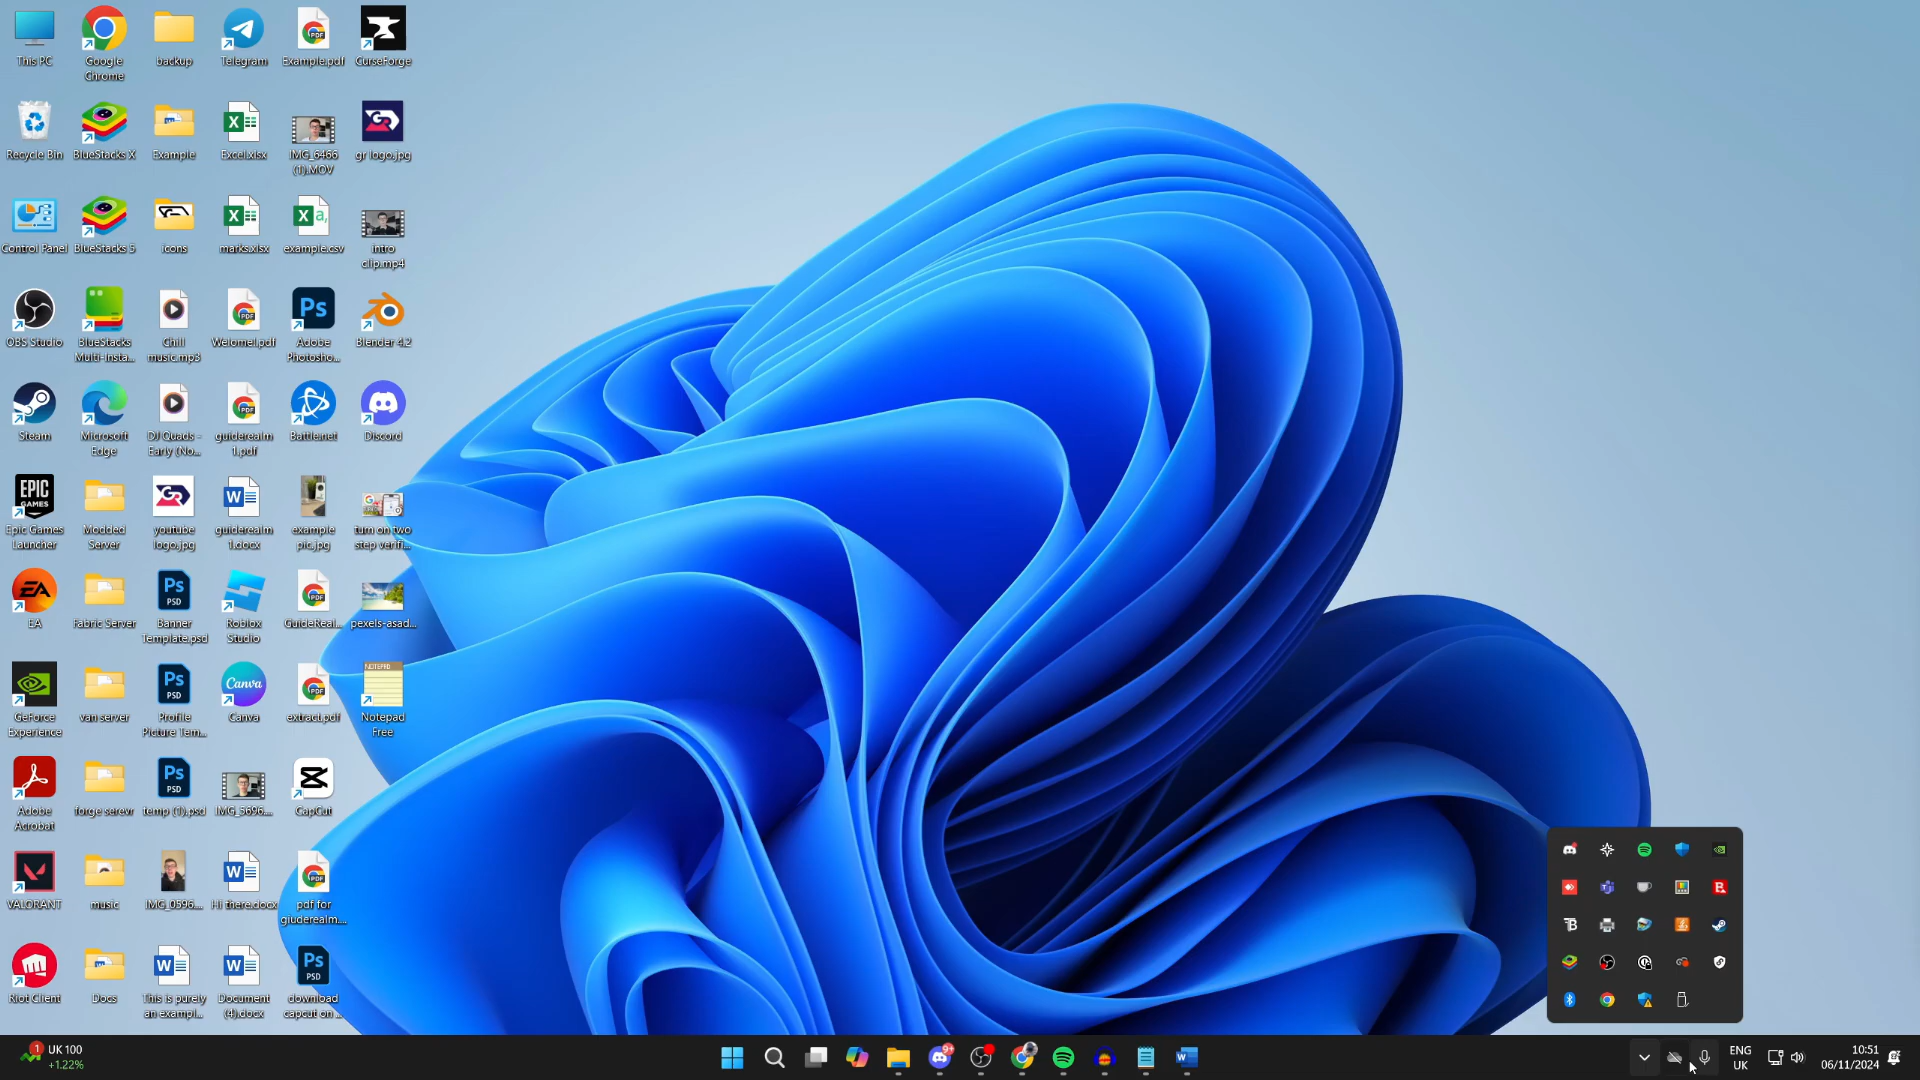 This PC
Google
Chrome
backup
Telegram
Example.pdf
CurseForge
Recycle Bin
BlueStacks X
Example
Excel.xlsx
IMG_6466
(1).MOV
gr logo.jpg
Control Panel
BlueStacks 5
icons
marks.xlsx
example.csv
intro
clip.mp4
OBS Studio
BlueStacks
Multi-Insta...
Chill
music.mp3
Welome!.pdf
Adobe
Photosho...
Blender 4.2
Steam
Microsoft
Edge
DJ Quads -
Early (No...
guiderealm
1.pdf
Battle.net
Discord
EPIC
GAMES
Epic Games
Launcher
Modded
Server
youtube
logo.jpg
guiderealm
1.docx
example
pic.jpg
turn on two
step verifi...
EA
Fabric Server
Banner
Template.psd
Roblox
Studio
GuideReal...
pexels-asad...
GeForce
Experience
van server
Profile
Picture Tem...
Canva
extract.pdf
Notepad
Free
Adobe
Acrobat
forge serevr
temp (1).psd
IMG_5696....
CapCut
VALORANT
music
IMG_0596....
Hi there.docx
pdf for
giuderealm....
Riot Client
Docs
This is purely
an exampl...
Document
(4).docx
download
capcut on ...
1
UK 100
+1.22%
9+
ENG
UK
10:51
06/11/2024